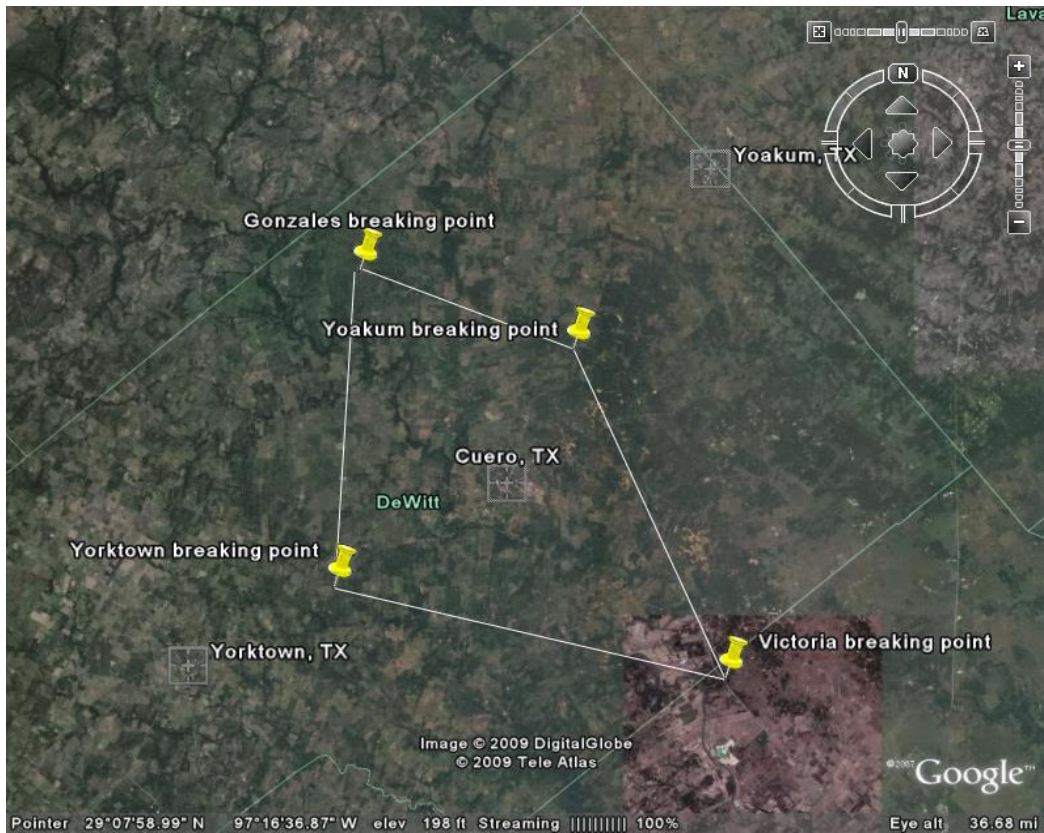 Lava
N
Yoakum, TX
Gonzales breaking point
Yoakum breaking point
Cuero, TX
DeWitt
Yorktown breaking point
Yorktown, TX
Victoria breaking point
Image © 2009 DigitalGlobe
© 2009 Tele Atlas
©2007 Google™
Pointer 29°07'58.99" N 97°16'36.87" W elev 198 ft Streaming |||||||||| 100% Eye alt 36.68 mi